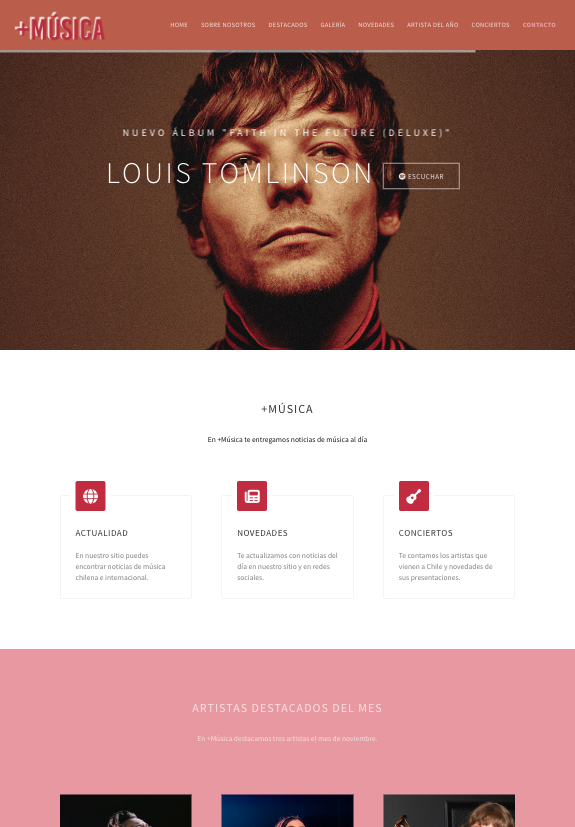 +MÚSICA
HOME SOBRE NOSOTROS DESTACADOS GALERÍA NOVEDADES ARTISTA DEL AÑO CONCIERTOS CONTACTO
NUEVO ÁLBUM "FAITH IN THE FUTURE (DELUXE)"
LOUIS TOMLINSON
ESCUCHAR
+MÚSICA
En +Música te entregamos noticias de música al día
ACTUALIDAD
En nuestro sitio puedes
encontrar noticias de música
chilena e internacional.
NOVEDADES
Te actualizamos con noticias del
día en nuestro sitio y en redes
sociales.
CONCIERTOS
Te contamos los artistas que
vienen a Chile y novedades de
sus presentaciones.
ARTISTAS DESTACADOS DEL MES
En +Música destacamos tres artistas el mes de noviembre.